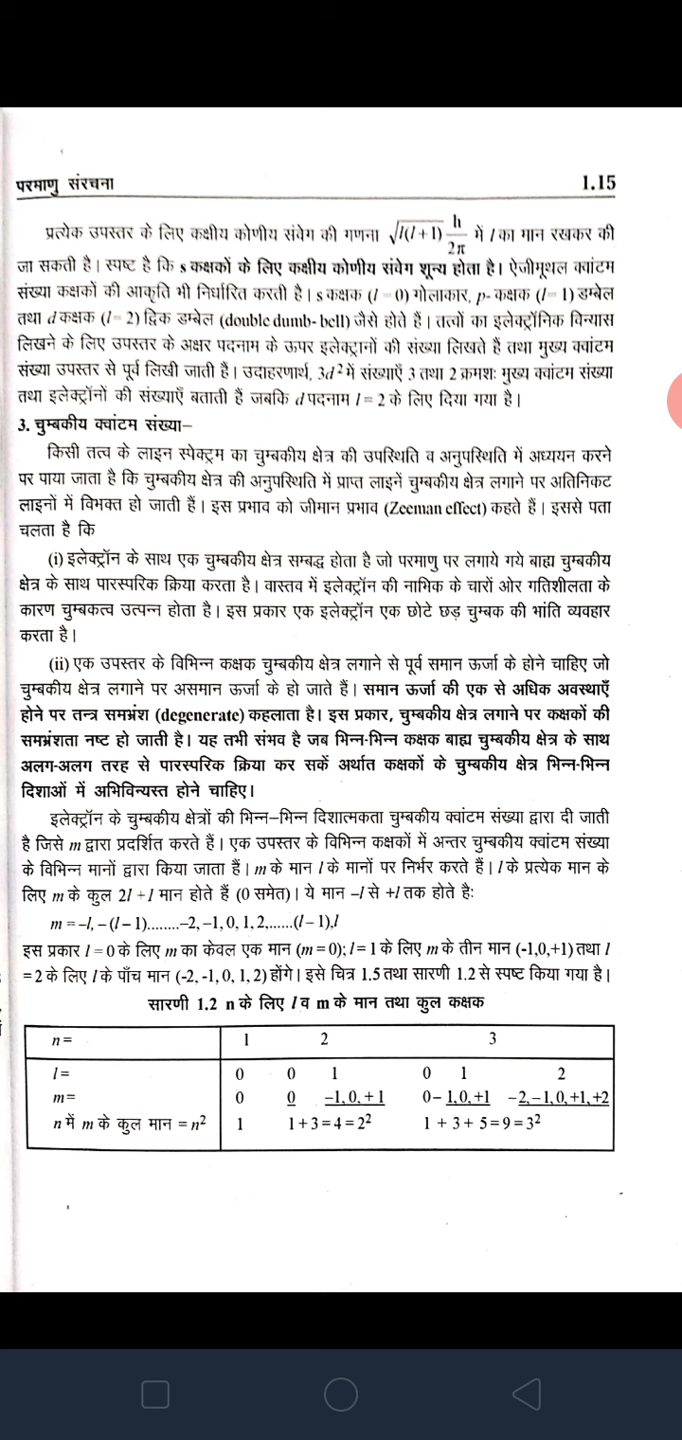 परमाणु संरचना 1.15
प्रत्येक उपस्तर के लिए कक्षीय कोणीय संवेग की गणना √l(l+1) h/2π में l का मान रखकर की
जा सकती है। स्पष्ट है कि s कक्षकों के लिए कक्षीय कोणीय संवेग शून्य होता है। ऐज़ीमूथल क्वांटम
संख्या कक्षकों की आकृति भी निर्धारित करती है। s कक्षक (l = 0) गोलाकार, p- कक्षक (l = 1) डम्बेल
तथा d कक्षक (l = 2) द्विक डम्बेल (double dumb- bell) जैसे होते हैं। तत्वों का इलेक्ट्रॉनिक विन्यास
लिखने के लिए उपस्तर के अक्षर पदनाम के ऊपर इलेक्ट्रानों की संख्या लिखते हैं तथा मुख्य क्वांटम
संख्या उपस्तर से पूर्व लिखी जाती है। उदाहरणार्थ, 3d² में संख्याएँ 3 तथा 2 क्रमशः मुख्य क्वांटम संख्या
तथा इलेक्ट्रॉनों की संख्याएँ बताती हैं जबकि d पदनाम l = 2 के लिए दिया गया है।
3. चुम्बकीय क्वांटम संख्या–
किसी तत्व के लाइन स्पेक्ट्रम का चुम्बकीय क्षेत्र की उपस्थिति व अनुपस्थिति में अध्ययन करने
पर पाया जाता है कि चुम्बकीय क्षेत्र की अनुपस्थिति में प्राप्त लाइनें चुम्बकीय क्षेत्र लगाने पर अतिनिकट
लाइनों में विभक्त हो जाती हैं। इस प्रभाव को जीमान प्रभाव (Zeeman effect) कहते हैं। इससे पता
चलता है कि
(i) इलेक्ट्रॉन के साथ एक चुम्बकीय क्षेत्र सम्बद्ध होता है जो परमाणु पर लगाये गये बाह्य चुम्बकीय
क्षेत्र के साथ पारस्परिक क्रिया करता है। वास्तव में इलेक्ट्रॉन की नाभिक के चारों ओर गतिशीलता के
कारण चुम्बकत्व उत्पन्न होता है। इस प्रकार एक इलेक्ट्रॉन एक छोटे छड़ चुम्बक की भांति व्यवहार
करता है।
(ii) एक उपस्तर के विभिन्न कक्षक चुम्बकीय क्षेत्र लगाने से पूर्व समान ऊर्जा के होने चाहिए जो
चुम्बकीय क्षेत्र लगाने पर असमान ऊर्जा के हो जाते हैं। समान ऊर्जा की एक से अधिक अवस्थाएँ
होने पर तन्त्र समभ्रंश (degenerate) कहलाता है। इस प्रकार, चुम्बकीय क्षेत्र लगाने पर कक्षकों की
समभ्रंशता नष्ट हो जाती है। यह तभी संभव है जब भिन्न-भिन्न कक्षक बाह्य चुम्बकीय क्षेत्र के साथ
अलग-अलग तरह से पारस्परिक क्रिया कर सकें अर्थात कक्षकों के चुम्बकीय क्षेत्र भिन्न-भिन्न
दिशाओं में अभिविन्यस्त होने चाहिए।
इलेक्ट्रॉन के चुम्बकीय क्षेत्रों की भिन्न–भिन्न दिशात्मकता चुम्बकीय क्वांटम संख्या द्वारा दी जाती
है जिसे m द्वारा प्रदर्शित करते हैं। एक उपस्तर के विभिन्न कक्षकों में अन्तर चुम्बकीय क्वांटम संख्या
के विभिन्न मानों द्वारा किया जाता हैं। m के मान l के मानों पर निर्भर करते हैं। l के प्रत्येक मान के
लिए m के कुल 2l + l मान होते हैं (0 समेत)। ये मान –l से +l तक होते हैः
m = –l, – (l – 1)........–2, –1, 0, 1, 2,......(l – 1),l
इस प्रकार l = 0 के लिए m का केवल एक मान (m = 0); l = 1 के लिए m के तीन मान (-1,0,+1) तथा l
= 2 के लिए l के पाँच मान (-2, -1, 0, 1, 2) होंगे। इसे चित्र 1.5 तथा सारणी 1.2 से स्पष्ट किया गया है।
सारणी 1.2 n के लिए l व m के मान तथा कुल कक्षक
n = 1 2 3
l = 0 0 1 0 1 2
m = 0 0 –1, 0, + 1 0 – 1, 0, +1 –2, –1, 0, +1, +2
n में m के कुल मान = n² 1 1 + 3 = 4 = 2² 1 + 3 + 5 = 9 = 3²